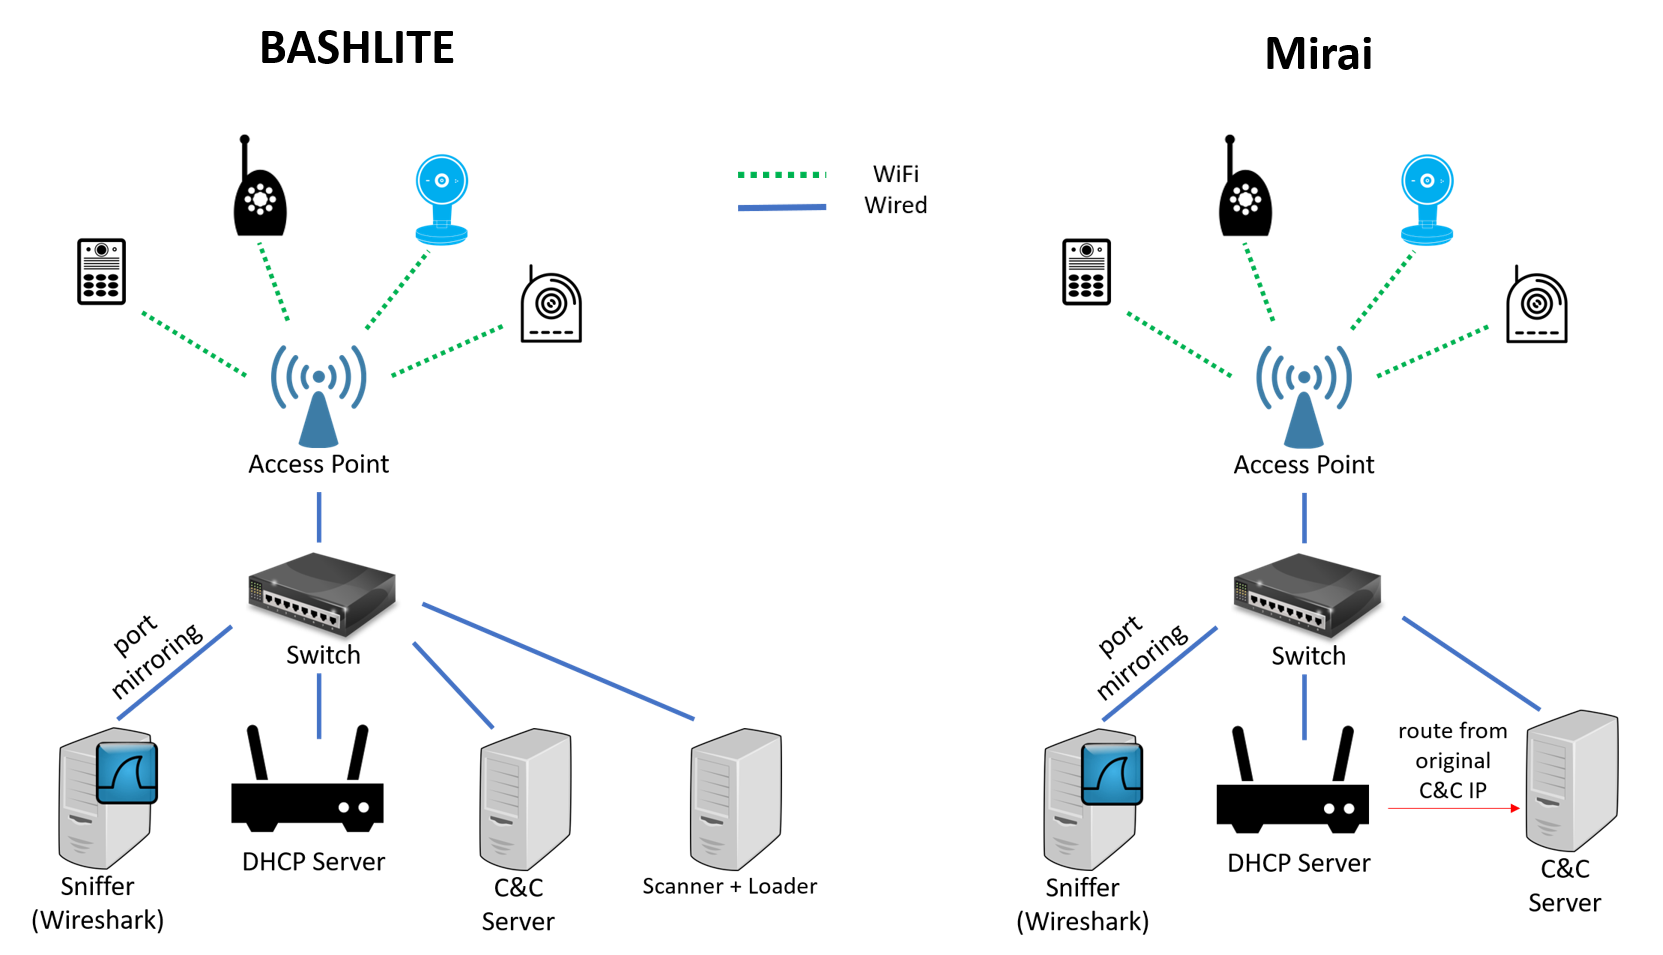 BASHLITE
Mirai
WiFi
Wired
Access Point
Switch
port
mirroring
Sniffer
(Wireshark)
DHCP Server
C&C
Server
Scanner + Loader
Access Point
Switch
port
mirroring
route from
original
C&C IP
Sniffer
(Wireshark)
DHCP Server
C&C
Server